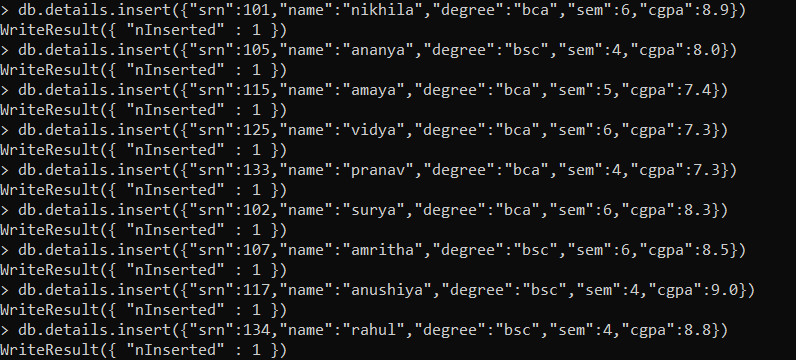 > db.details.insert({"srn":101,"name":"nikhila","degree":"bca","sem":6,"cgpa":8.9})
WriteResult({ "nInserted" : 1 })
> db.details.insert({"srn":105,"name":"ananya","degree":"bsc","sem":4,"cgpa":8.0})
WriteResult({ "nInserted" : 1 })
> db.details.insert({"srn":115,"name":"amaya","degree":"bca","sem":5,"cgpa":7.4})
WriteResult({ "nInserted" : 1 })
> db.details.insert({"srn":125,"name":"vidya","degree":"bca","sem":6,"cgpa":7.3})
WriteResult({ "nInserted" : 1 })
> db.details.insert({"srn":133,"name":"pranav","degree":"bca","sem":4,"cgpa":7.3})
WriteResult({ "nInserted" : 1 })
> db.details.insert({"srn":102,"name":"surya","degree":"bca","sem":6,"cgpa":8.3})
WriteResult({ "nInserted" : 1 })
> db.details.insert({"srn":107,"name":"amritha","degree":"bsc","sem":6,"cgpa":8.5})
WriteResult({ "nInserted" : 1 })
> db.details.insert({"srn":117,"name":"anushiya","degree":"bsc","sem":4,"cgpa":9.0})
WriteResult({ "nInserted" : 1 })
> db.details.insert({"srn":134,"name":"rahul","degree":"bsc","sem":4,"cgpa":8.8})
WriteResult({ "nInserted" : 1 })